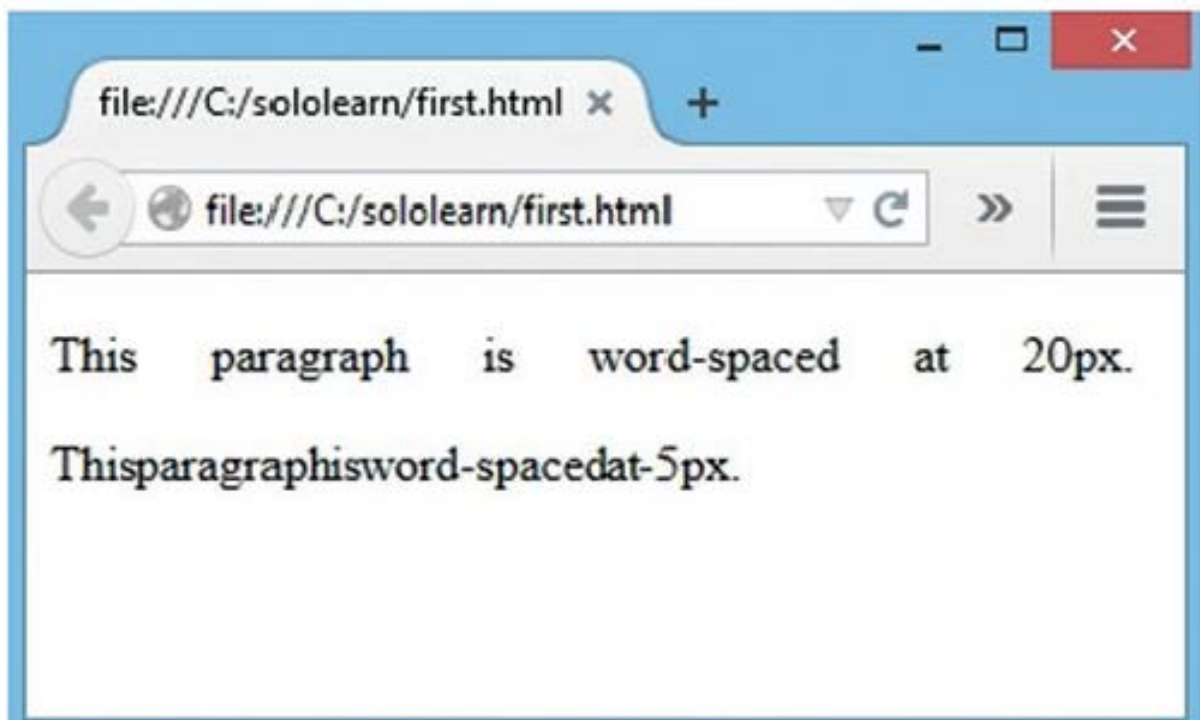 file:///C:/sololearn/first.html
file:///C:/sololearn/first.html
This paragraph is word-spaced at 20px.
Thisparagraphisword-spacedat-5px.